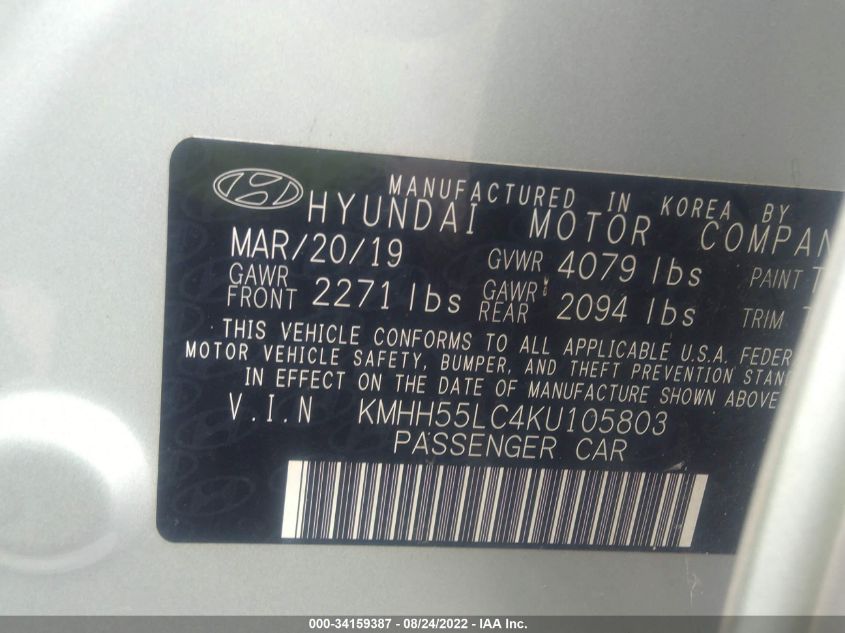 MANUFACTURED IN KOREA BY
HYUNDAI MOTOR COMPAN
MAR/20/19 GVWR 4079 lbs PAINT T
GAWR FRONT 2271 lbs GAWR REAR 2094 lbs TRIM T
THIS VEHICLE CONFORMS TO ALL APPLICABLE U.S.A. FEDER
MOTOR VEHICLE SAFETY, BUMPER, AND THEFT PREVENTION STAN
IN EFFECT ON THE DATE OF MANUFACTURE SHOWN ABOVE
V.I.N KMHH55LC4KU105803
PASSENGER CAR
000-34159387 - 08/24/2022 - IAA Inc.